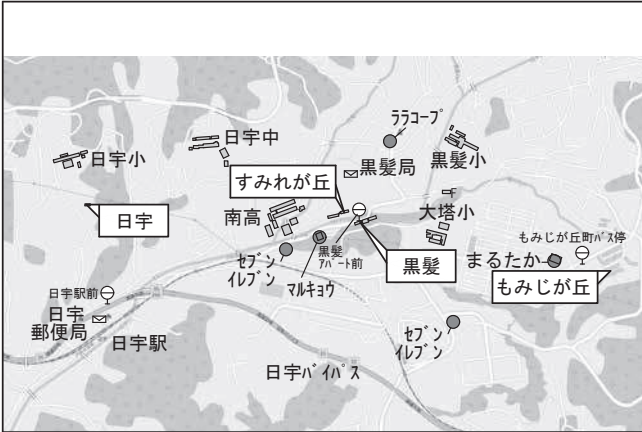 ララコープ
日宇中
黒髪小
日宇小
黒髪局
すみれが丘
日宇
南高
大塔小
もみじが丘町バス停
セブン
イレブン
マルキョウ
黒髪
アパート前
黒髪
まるたか
もみじが丘
日宇駅前
日宇
郵便局
日宇駅
セブン
イレブン
日宇バイパス